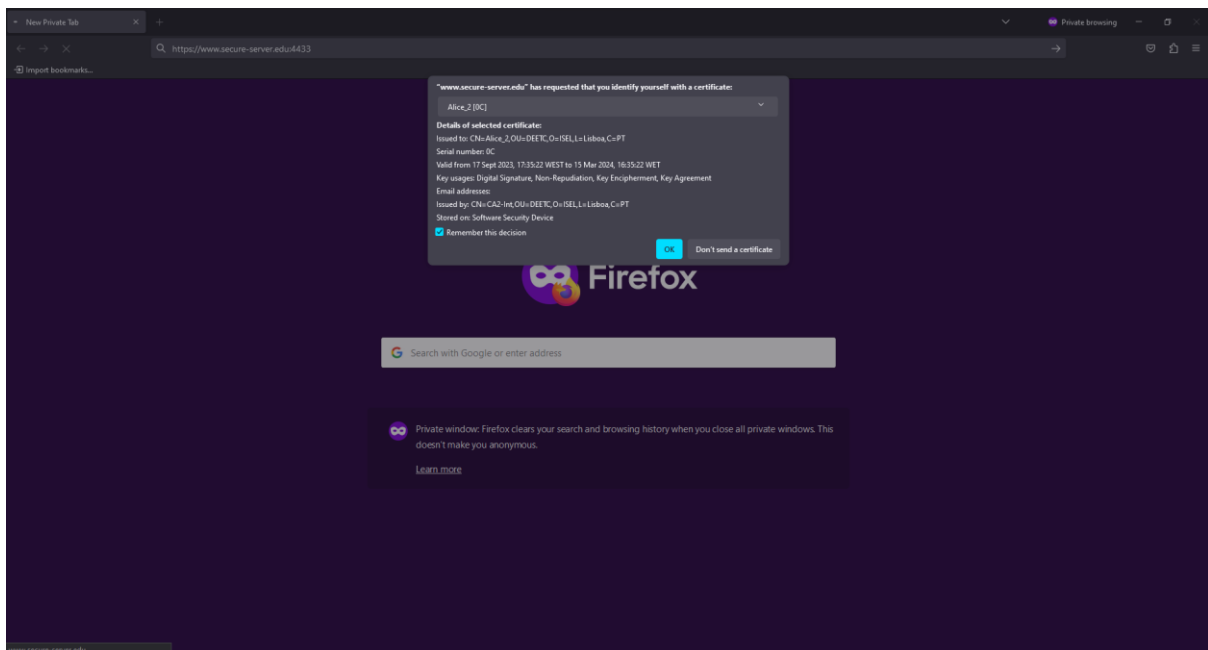 New Private Tab
Private browsing
https://www.secure-server.edu:4433
Import bookmarks...
"www.secure-server.edu" has requested that you identify yourself with a certificate:
Alice_2 [0C]
Details of selected certificate:
Issued to: CN=Alice_2,OU=DEETC,O=ISEL,L=Lisboa,C=PT
Serial number: 0C
Valid from 17 Sept 2023, 17:35:22 WEST to 15 Mar 2024, 16:35:22 WET
Key usages: Digital Signature, Non-Repudiation, Key Encipherment, Key Agreement
Email addresses:
Issued by: CN=CA2-Int,OU=DEETC,O=ISEL,L=Lisboa,C=PT
Stored on: Software Security Device
Remember this decision
OK Don't send a certificate
Firefox
Search with Google or enter address
Private window: Firefox clears your search and browsing history when you close all private windows. This
doesn't make you anonymous.
Learn more